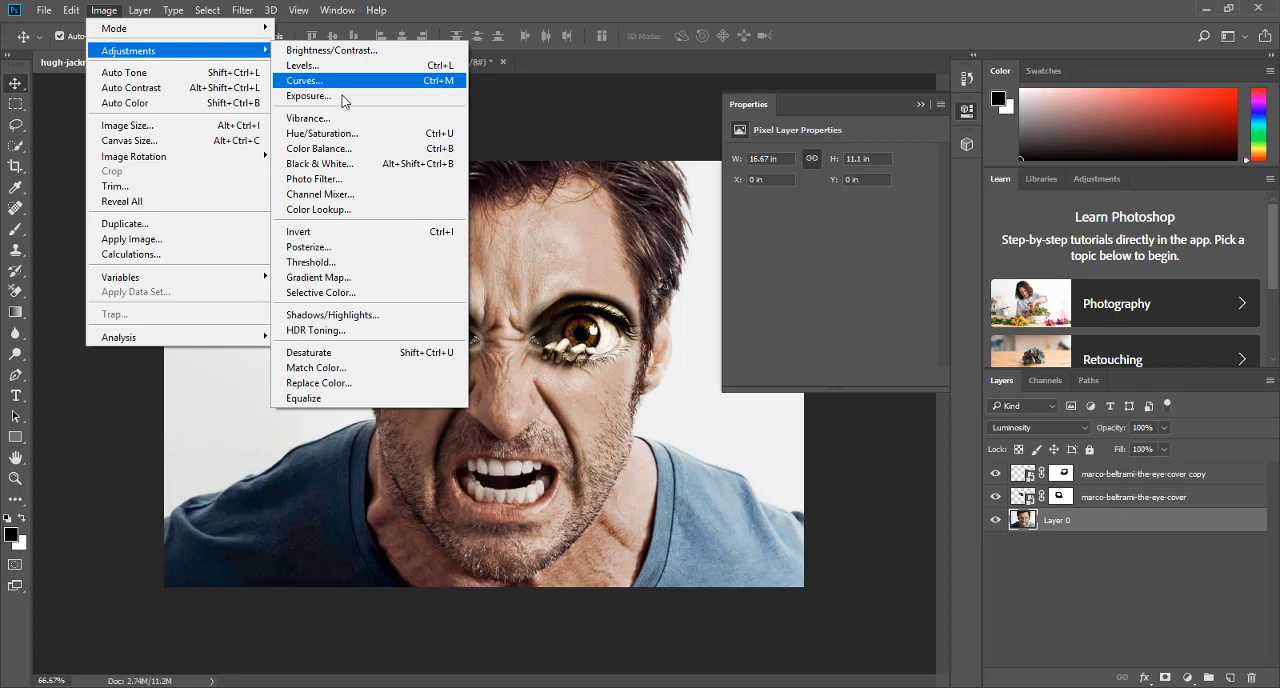 Ps File Edit Image Layer Type Select Filter 3D View Window Help
Mode
Adjustments
Auto Tone Shift+Ctrl+L
Auto Contrast Alt+Shift+Ctrl+L
Auto Color Shift+Ctrl+B
Image Size... Alt+Ctrl+I
Canvas Size... Alt+Ctrl+C
Image Rotation
Crop
Trim...
Reveal All
Duplicate...
Apply Image...
Calculations...
Variables
Apply Data Set...
Trap...
Analysis
Brightness/Contrast...
Levels... Ctrl+L
Curves... Ctrl+M
Exposure...
Vibrance...
Hue/Saturation... Ctrl+U
Color Balance... Ctrl+B
Black & White... Alt+Shift+Ctrl+B
Photo Filter...
Channel Mixer...
Color Lookup...
Invert Ctrl+I
Posterize...
Threshold...
Gradient Map...
Selective Color...
Shadows/Highlights...
HDR Toning...
Desaturate Shift+Ctrl+U
Match Color...
Replace Color...
Equalize
3D Mode:
/8#) *
Properties
Pixel Layer Properties
W: 16.67 in H: 11.1 in
X: 0 in Y: 0 in
Color Swatches
Learn Libraries Adjustments
Learn Photoshop
Step-by-step tutorials directly in the app. Pick a
topic below to begin.
Photography
Retouching
Layers Channels Paths
Kind
Luminosity Opacity: 100%
Lock: Fill: 100%
marco-beltrami-the-eye-cover copy
marco-beltrami-the-eye-cover
Layer 0
66.67% Doc: 2.74M/11.2M